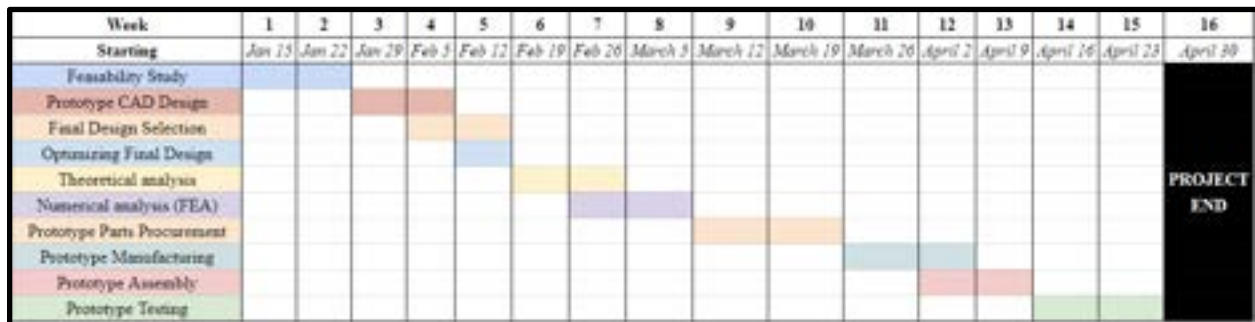 Week 1 2 3 4 5 6 7 8 9 10 11 12 13 14 15 16
Starting Jan 15 Jan 22 Jan 29 Feb 5 Feb 12 Feb 19 Feb 26 March 5 March 12 March 19 March 26 April 2 April 9 April 16 April 23 April 30
Feasability Study
Prototype CAD Design
Final Design Selection
Optimizing Final Design
Theoretical analysis
Numerical analysis (FEA)
Prototype Parts Procurement
Prototype Manufacturing
Prototype Assembly
Prototype Testing
PROJECT
END